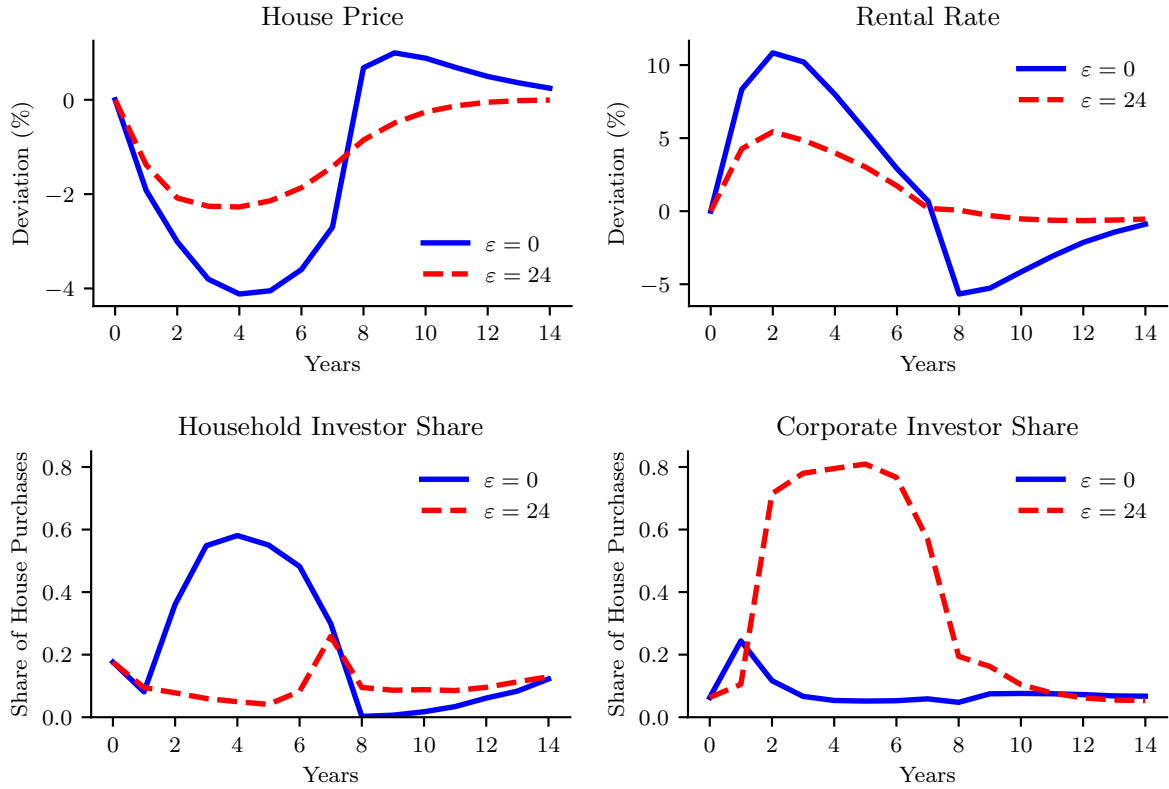 House Price
Deviation (%)
0
−2
−4
ε = 0
ε = 24
0 2 4 6 8 10 12 14
Years
Rental Rate
Deviation (%)
10
5
0
−5
ε = 0
ε = 24
0 2 4 6 8 10 12 14
Years
Household Investor Share
Share of House Purchases
0.8
0.6
0.4
0.2
0.0
ε = 0
ε = 24
0 2 4 6 8 10 12 14
Years
Corporate Investor Share
Share of House Purchases
0.8
0.6
0.4
0.2
0.0
ε = 0
ε = 24
0 2 4 6 8 10 12 14
Years